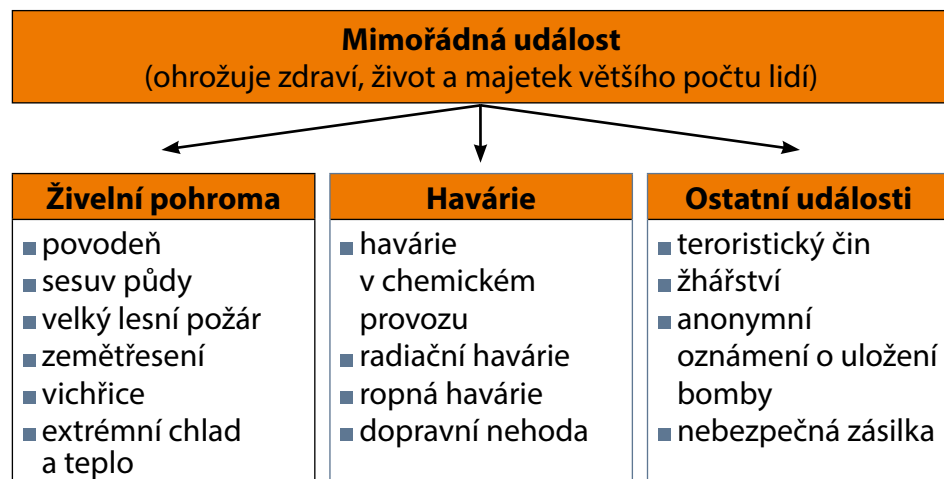 Mimořádná událost
(ohrožuje zdraví, život a majetek většího počtu lidí)
Živelní pohroma
povodeň
sesuv půdy
velký lesní požár
zemětřesení
vichřice
extrémní chlad
a teplo
Havárie
havárie
v chemickém
provozu
radiační havárie
ropná havárie
dopravní nehoda
Ostatní události
teroristický čin
žhářství
anonymní
oznámení o uložení
bomby
nebezpečná zásilka